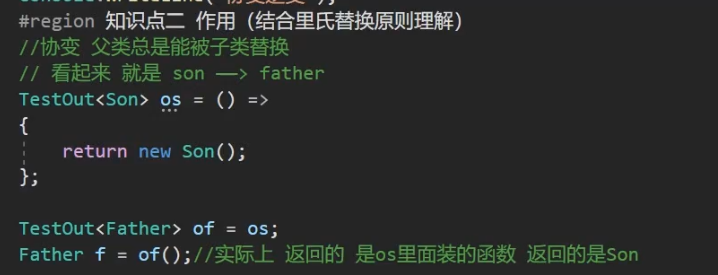 #region 知识点二 作用（结合里氏替换原则理解）
//协变 父类总是能被子类替换
// 看起来 就是 son ——> father
TestOut<Son> os = () =>
{
return new Son();
};
TestOut<Father> of = os;
Father f = of();//实际上 返回的 是os里面装的函数 返回的是Son